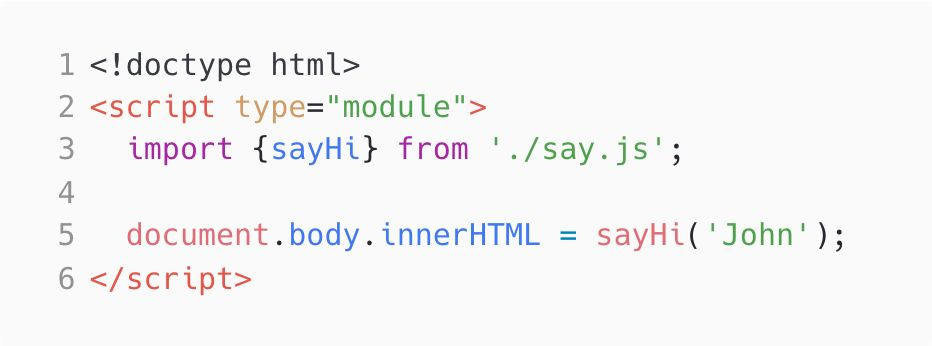 1 <!doctype html>
2 <script type="module">
3   import {sayHi} from './say.js';
4
5   document.body.innerHTML = sayHi('John');
6 </script>